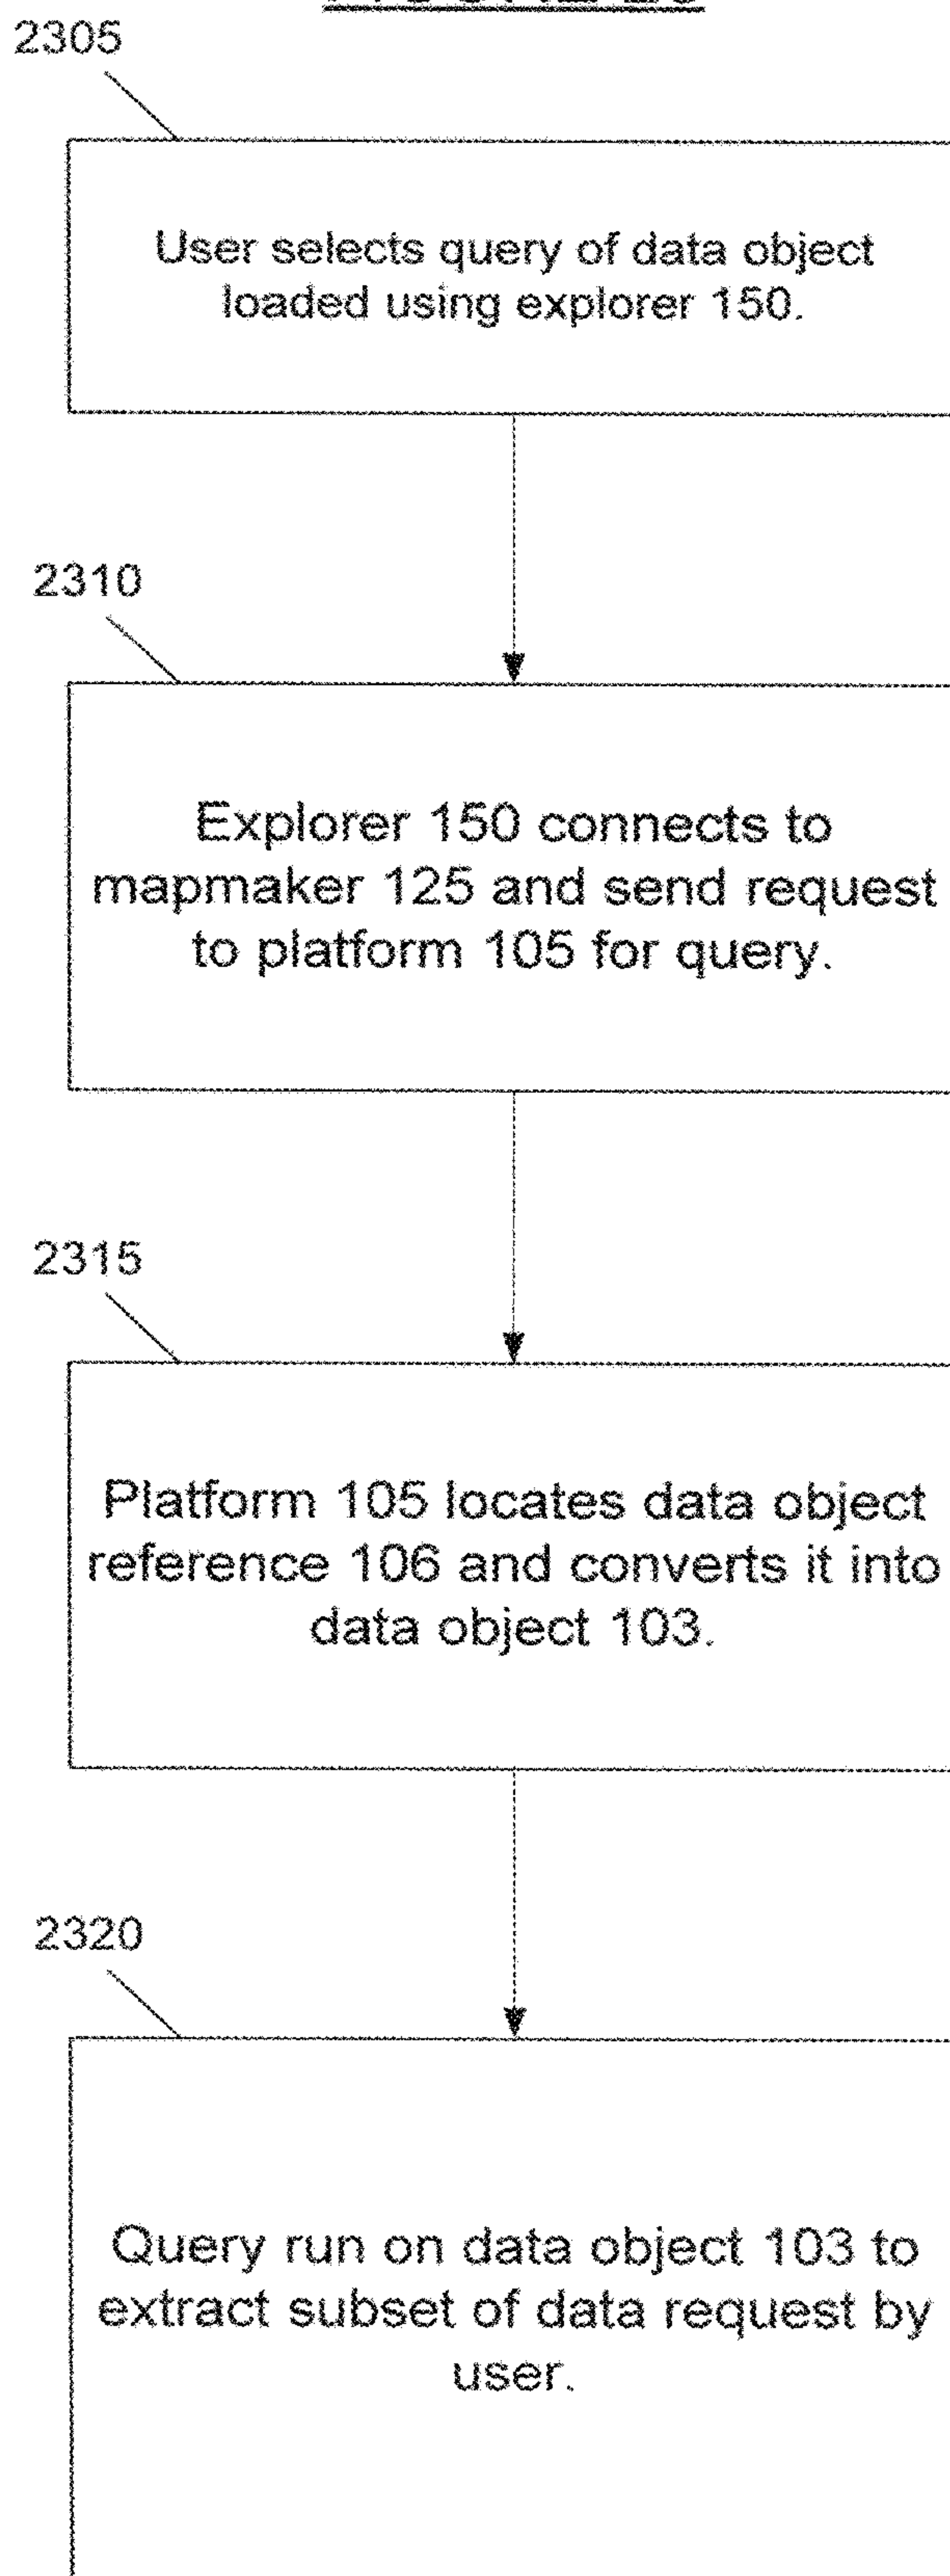 2305
User selects query of data object
loaded using explorer 150.
2310
Explorer 150 connects to
mapmaker 125 and send request
to platform 105 for query.
2315
Platform 105 locates data object
reference 106 and converts it into
data object 103.
2320
Query run on data object 103 to
extract subset of data request by
user.